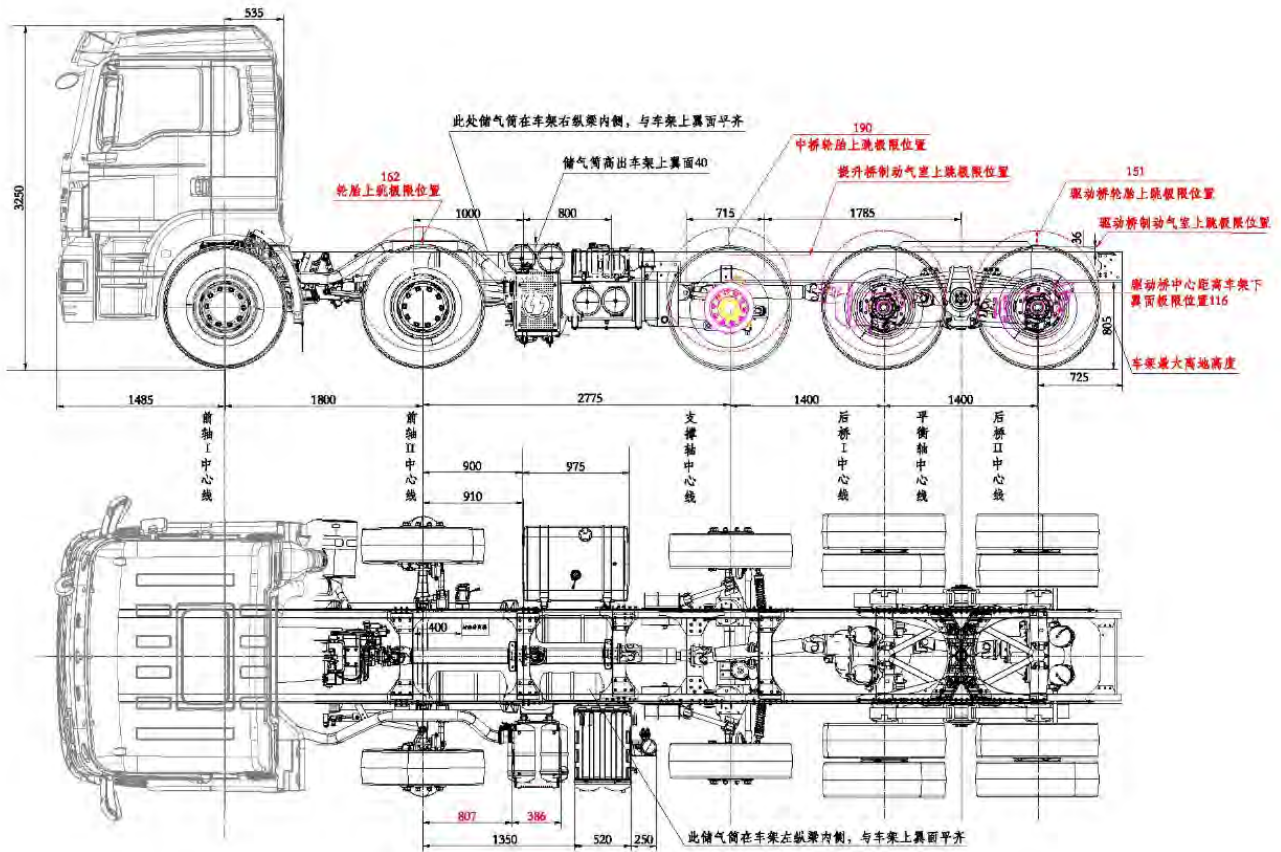 535
3250
此处储气筒在车架右纵梁内侧，与车架上翼面平齐
储气筒高出车架上翼面40
162
轮胎上跳极限位置
1000
800
190
中桥轮胎上跳极限位置
提升桥制动气室上跳极限位置
715
1785
151
驱动桥轮胎上跳极限位置
驱动桥制动气室上跳极限位置
36
驱动桥中心距离车架下
翼面极限位置116
805
车架最大离地高度
725
1485
1800
2775
1400
1400
前轴Ⅰ中心线
前轴Ⅱ中心线
支撑轴中心线
后桥Ⅰ中心线
平衡轴中心线
后桥Ⅱ中心线
900
975
910
400
807
386
1350
520
250
此储气筒在车架左纵梁内侧，与车架上翼面平齐